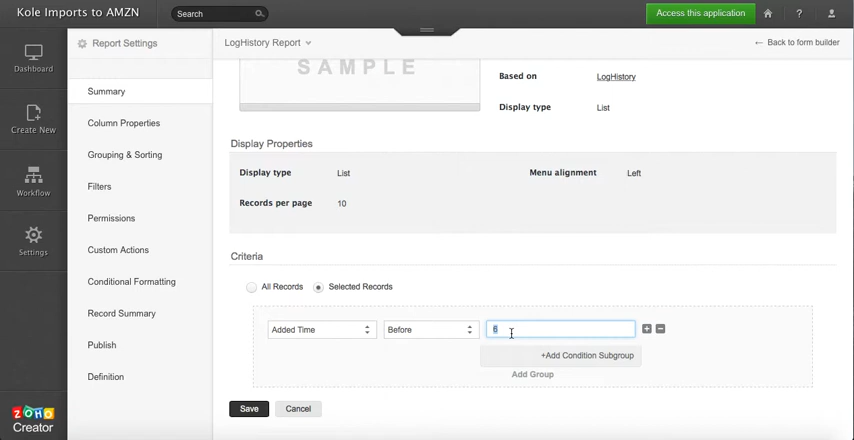 Kole Imports to AMZN
Search
Access this application
?
Dashboard
Create New
Workflow
Settings
ZOHO
Creator
Report Settings
Summary
Column Properties
Grouping & Sorting
Filters
Permissions
Custom Actions
Conditional Formatting
Record Summary
Publish
Definition
LogHistory Report
← Back to form builder
SAMPLE
Based on LogHistory
Display type List
Display Properties
Display type List Menu alignment Left
Records per page 10
Criteria
All Records Selected Records
Added Time Before 6
+Add Condition Subgroup
Add Group
Save Cancel